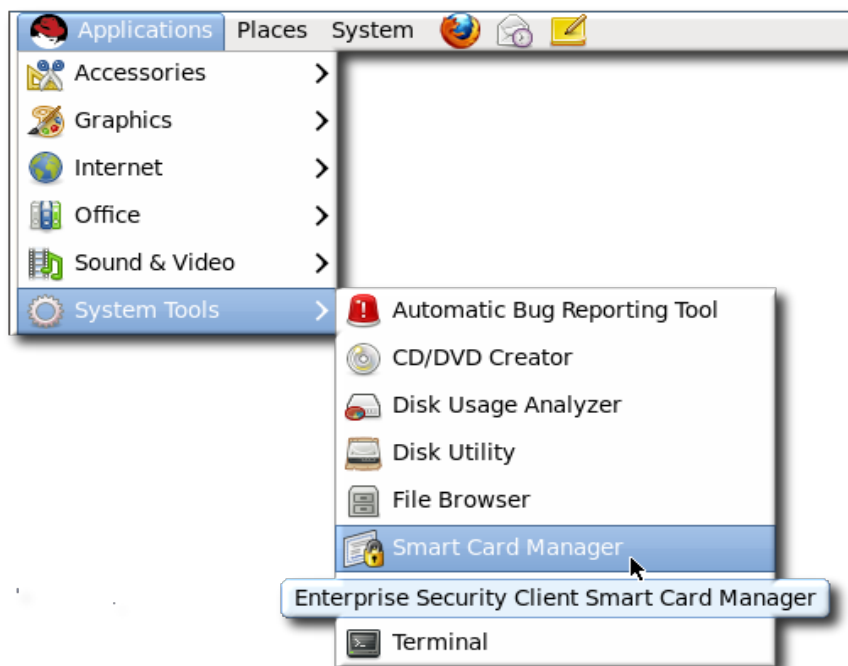 Applications Places System
Accessories
Graphics
Internet
Office
Sound & Video
System Tools
Automatic Bug Reporting Tool
CD/DVD Creator
Disk Usage Analyzer
Disk Utility
File Browser
Smart Card Manager
Enterprise Security Client Smart Card Manager
Terminal